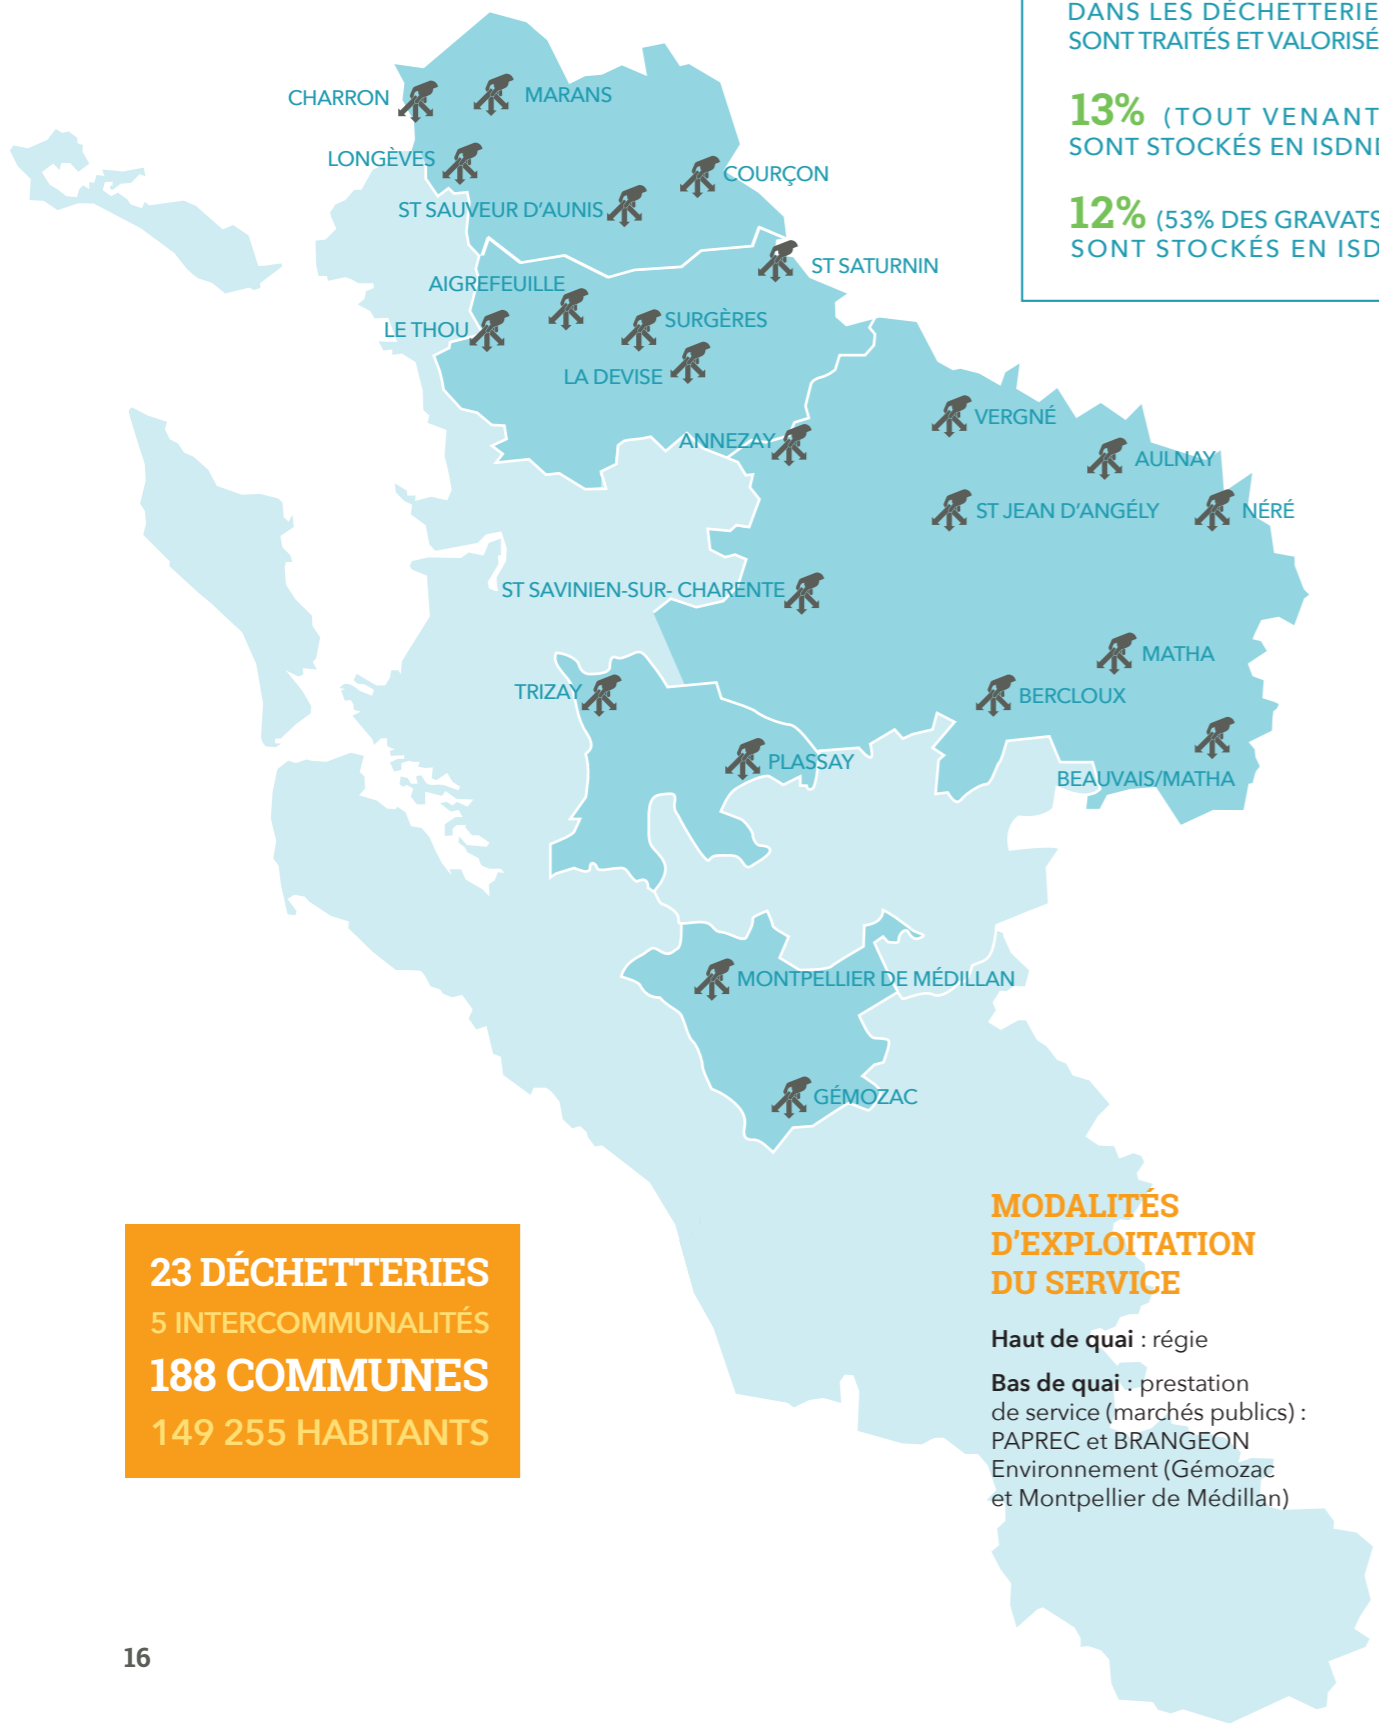 DANS LES DÉCHETTERIE
SONT TRAITÉS ET VALORISÉ
13% (TOUT VENANT
SONT STOCKÉS EN ISDND
12% (53% DES GRAVATS
SONT STOCKÉS EN ISD
CHARRON
MARANS
LONGÈVES
COURÇON
ST SAUVEUR D'AUNIS
ST SATURNIN
AIGREFEUILLE
LE THOU
SURGÈRES
LA DEVISE
ANNEZAY
VERGNÉ
AULNAY
ST JEAN D'ANGÉLY
NÉRÉ
ST SAVINIEN-SUR- CHARENTE
MATHA
TRIZAY
BERCLOUX
PLASSAY
BEAUVAIS/MATHA
MONTPELLIER DE MÉDILLAN
GÉMOZAC
23 DÉCHETTERIES
5 INTERCOMMUNALITÉS
188 COMMUNES
149 255 HABITANTS
MODALITÉS
D'EXPLOITATION
DU SERVICE
Haut de quai : régie
Bas de quai : prestation
de service (marchés publics) :
PAPREC et BRANGEON
Environnement (Gémozac
et Montpellier de Médillan)
16